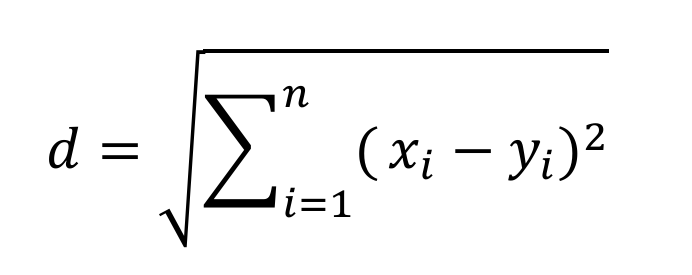 d = √∑ⁿᵢ₌₁ ( xᵢ − yᵢ)²